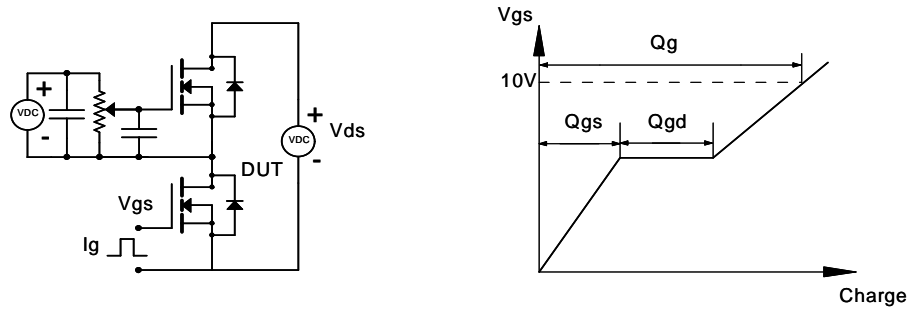 +
VDC
-
+
VDC
-
Vds
DUT
Vgs
Ig
Vgs
Qg
10V
Qgs
Qgd
Charge